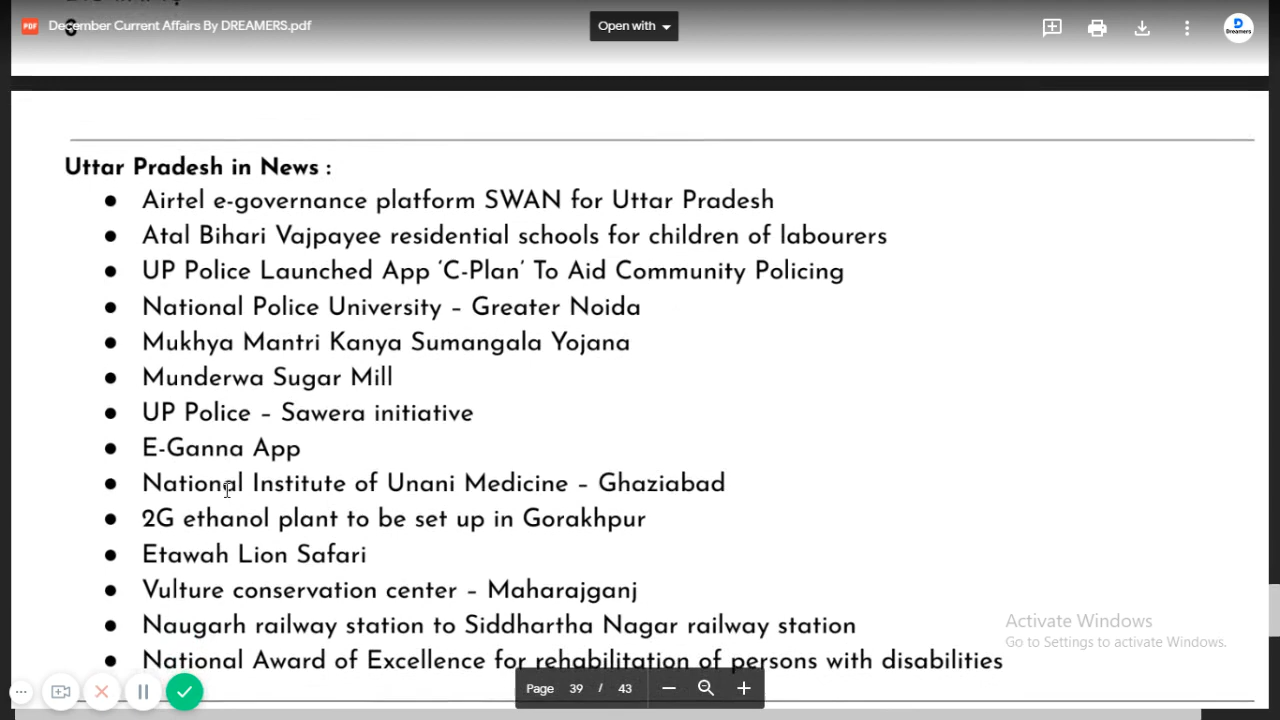 December Current Affairs By DREAMERS.pdf
Open with
Dreamers
Uttar Pradesh in News :
● Airtel e-governance platform SWAN for Uttar Pradesh
● Atal Bihari Vajpayee residential schools for children of labourers
● UP Police Launched App ‘C-Plan’ To Aid Community Policing
● National Police University – Greater Noida
● Mukhya Mantri Kanya Sumangala Yojana
● Munderwa Sugar Mill
● UP Police – Sawera initiative
● E-Ganna App
● National Institute of Unani Medicine – Ghaziabad
● 2G ethanol plant to be set up in Gorakhpur
● Etawah Lion Safari
● Vulture conservation center – Maharajganj
● Naugarh railway station to Siddhartha Nagar railway station
● National Award of Excellence for rehabilitation of persons with disabilities
Activate Windows
Go to Settings to activate Windows.
Page 39 / 43